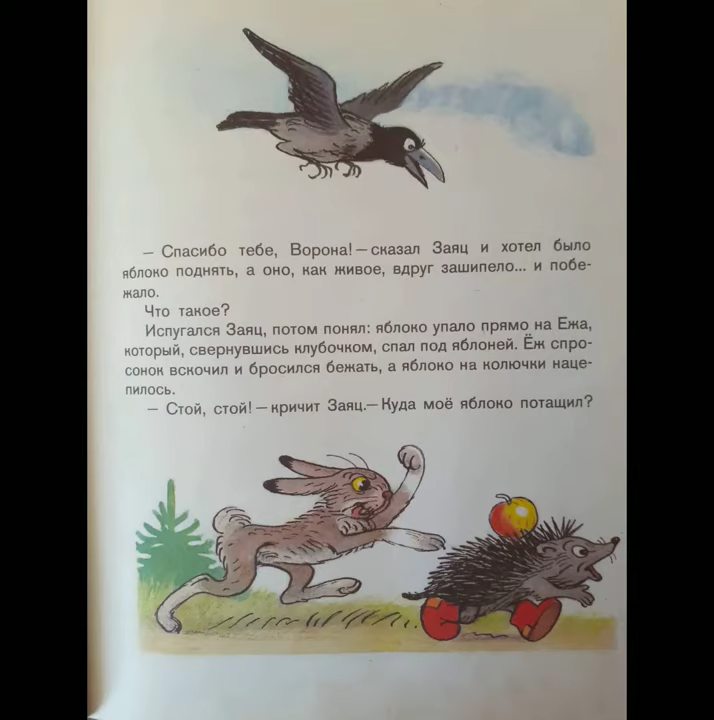 — Спасибо тебе, Ворона! — сказал Заяц и хотел было
яблоко поднять, а оно, как живое, вдруг зашипело... и побе-
жало.
Что такое?
Испугался Заяц, потом понял: яблоко упало прямо на Ежа,
который, свернувшись клубочком, спал под яблоней. Ёж спро-
сонок вскочил и бросился бежать, а яблоко на колючки наце-
пилось.
— Стой, стой! — кричит Заяц. — Куда моё яблоко потащил?